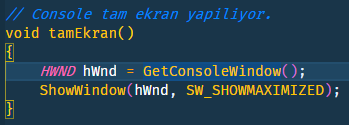 // Console tam ekran yapiliyor.
void tamEkran()
{
    HWND hWnd = GetConsoleWindow();
    ShowWindow(hWnd, SW_SHOWMAXIMIZED);
}